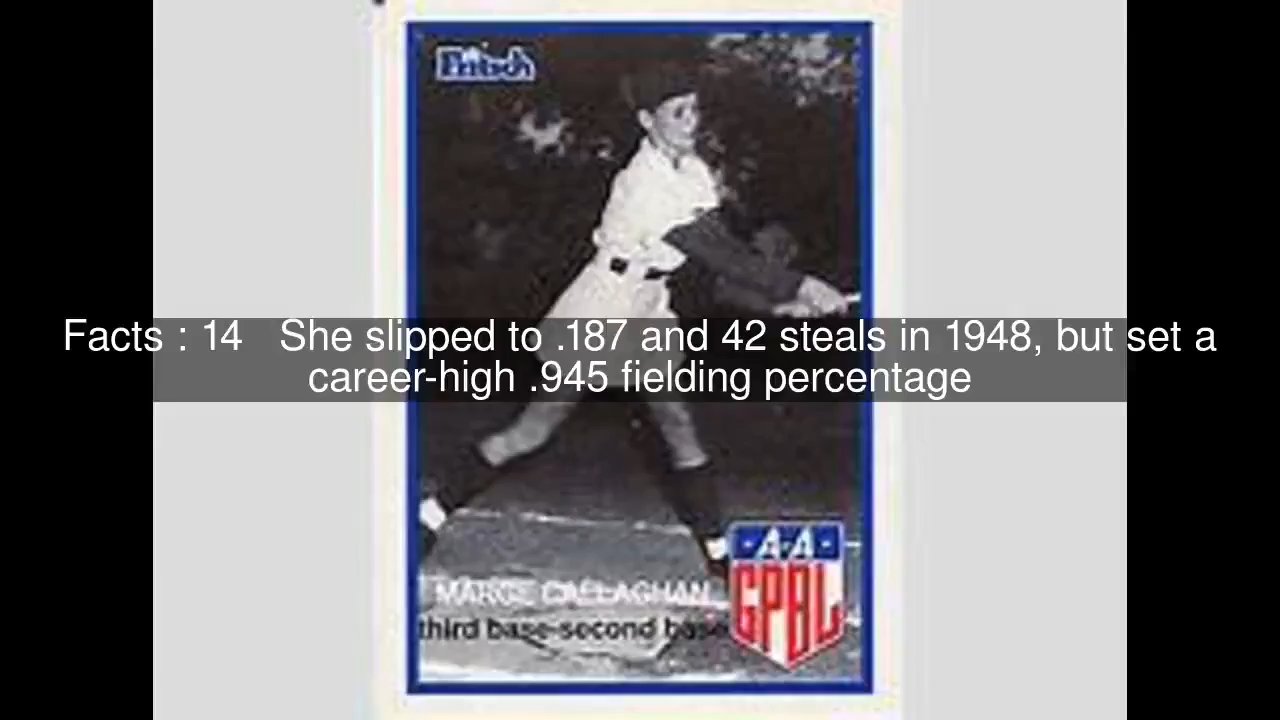 Fritsch
Facts : 14 She slipped to .187 and 42 steals in 1948, but set a
career-high .945 fielding percentage
A-A
GPBL
MARGE CALLAGHAN
third base-second base